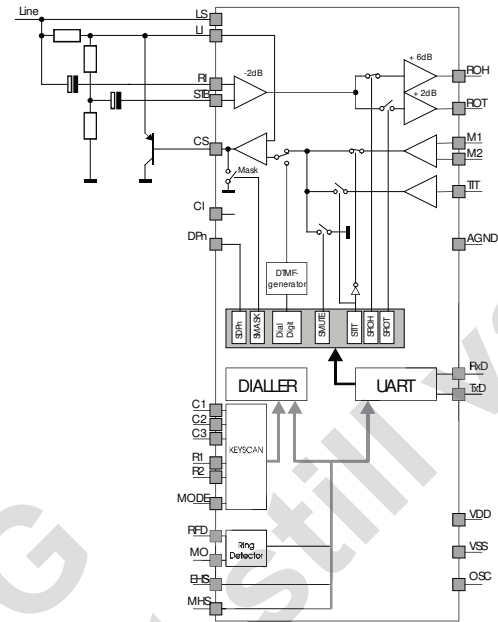 Line
LS
LI
RI
STB
CS
Mask
CI
DPn
-2dB
+ 6dB
+ 2dB
ROH
ROT
M1
M2
TIT
AGND
DTMF-
generator
SDPn
SMASK
Dial
Digit
SMUTE
STIT
SROH
SROT
RxD
TxD
DIALLER
UART
C1
C2
C3
R1
R2
MODE
KEYSCAN
RFD
MO
EHS
MHS
Ring
Detector
VDD
VSS
OSC
G
still v